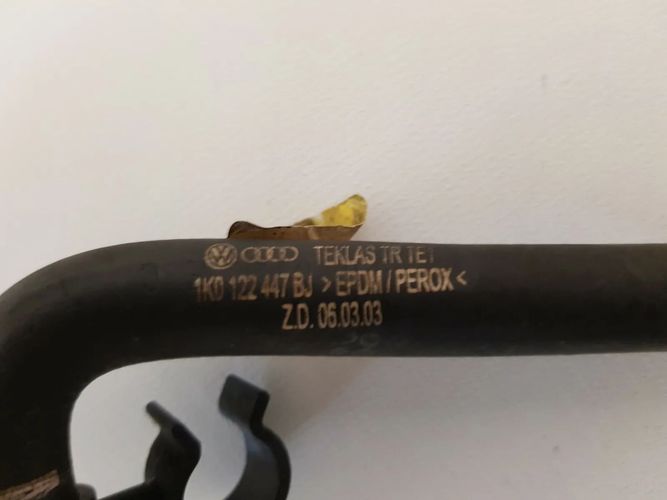 TEKLAS TR TE1
1K0 122 447 BJ >EPDM / PEROX<
Z.D. 06.03.03